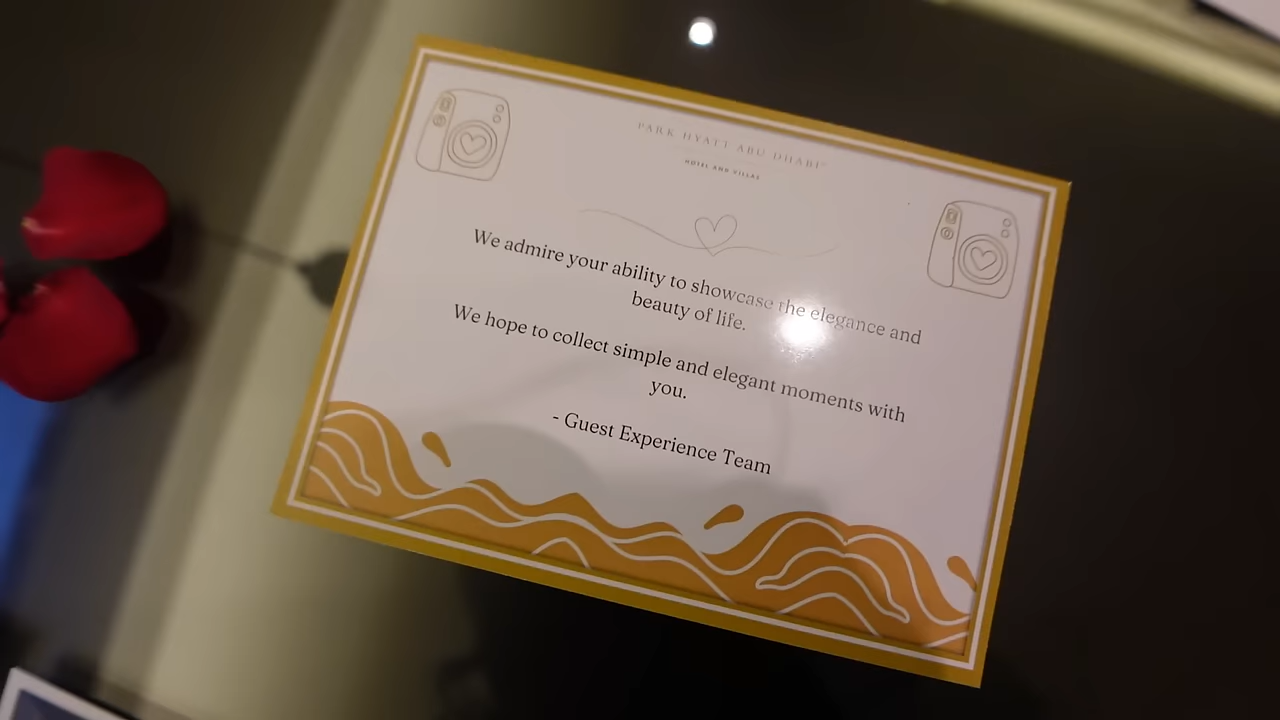 PARK HYATT ABU DHABI™
HOTEL AND VILLAS
We admire your ability to showcase the elegance and
beauty of life.
We hope to collect simple and elegant moments with
you.
- Guest Experience Team